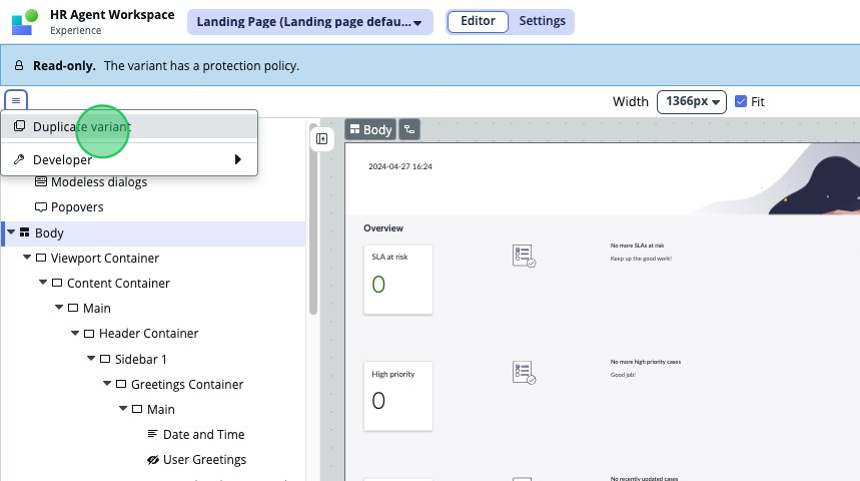 HR Agent Workspace
Experience
Landing Page (Landing page defau...
Editor
Settings
Read-only. The variant has a protection policy.
Width
1366px
Fit
Duplicate variant
Developer
Modeless dialogs
Popovers
Body
Viewport Container
Content Container
Main
Header Container
Sidebar 1
Greetings Container
Main
Date and Time
User Greetings
Body
2024-04-27 16:24
Overview
SLA at risk
0
No more SLAs at risk
Keep up the good work!
High priority
0
No more high priority cases
Good job!
No recently updated cases